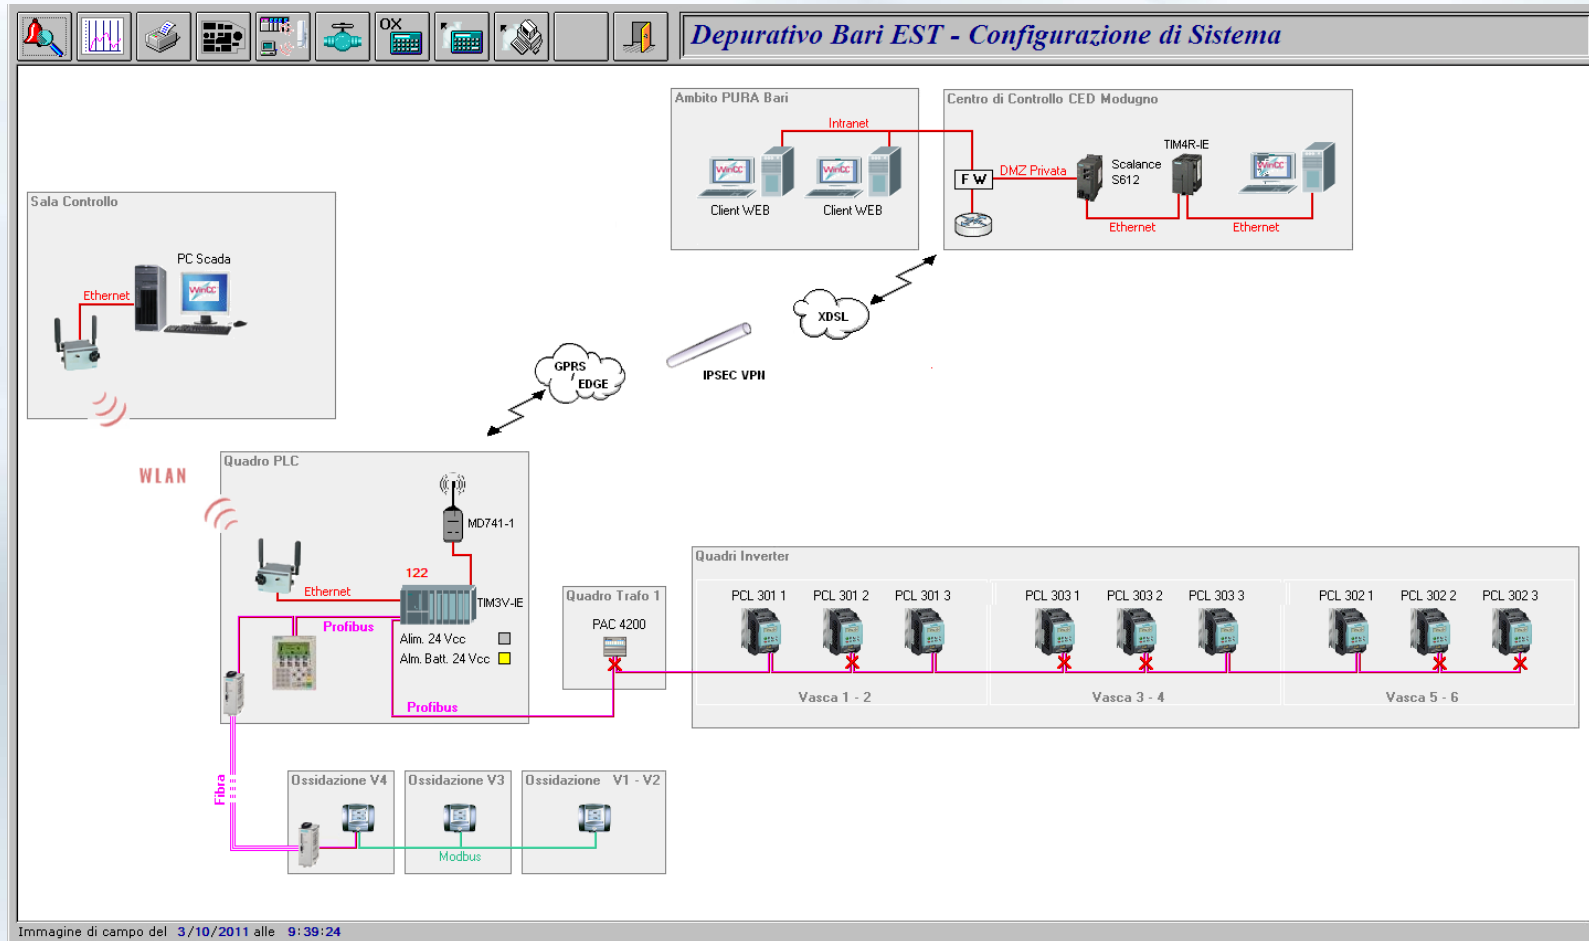 OX
Depurativo Bari EST - Configurazione di Sistema
Ambito PURA Bari
Intranet
WinCC
Client WEB
WinCC
Client WEB
Centro di Controllo CED Modugno
FW
DMZ Privata
Scalance
S612
TIM4R-IE
WinCC
Ethernet
Ethernet
Sala Controllo
PC Scada
WinCC
Ethernet
XDSL
IPSEC VPN
GPRS
/
EDGE
WLAN
Quadro PLC
MD741-1
122
Ethernet
TIM3V-IE
Profibus
Alim. 24 Vcc
Alm. Batt. 24 Vcc
Profibus
Quadro Trafo 1
PAC 4200
Quadri Inverter
PCL 301 1
PCL 301 2
PCL 301 3
PCL 303 1
PCL 303 2
PCL 303 3
PCL 302 1
PCL 302 2
PCL 302 3
Vasca 1 - 2
Vasca 3 - 4
Vasca 5 - 6
Fibra
Ossidazione V4
Ossidazione V3
Ossidazione V1 - V2
Modbus
Immagine di campo del 3/10/2011 alle 9:39:24